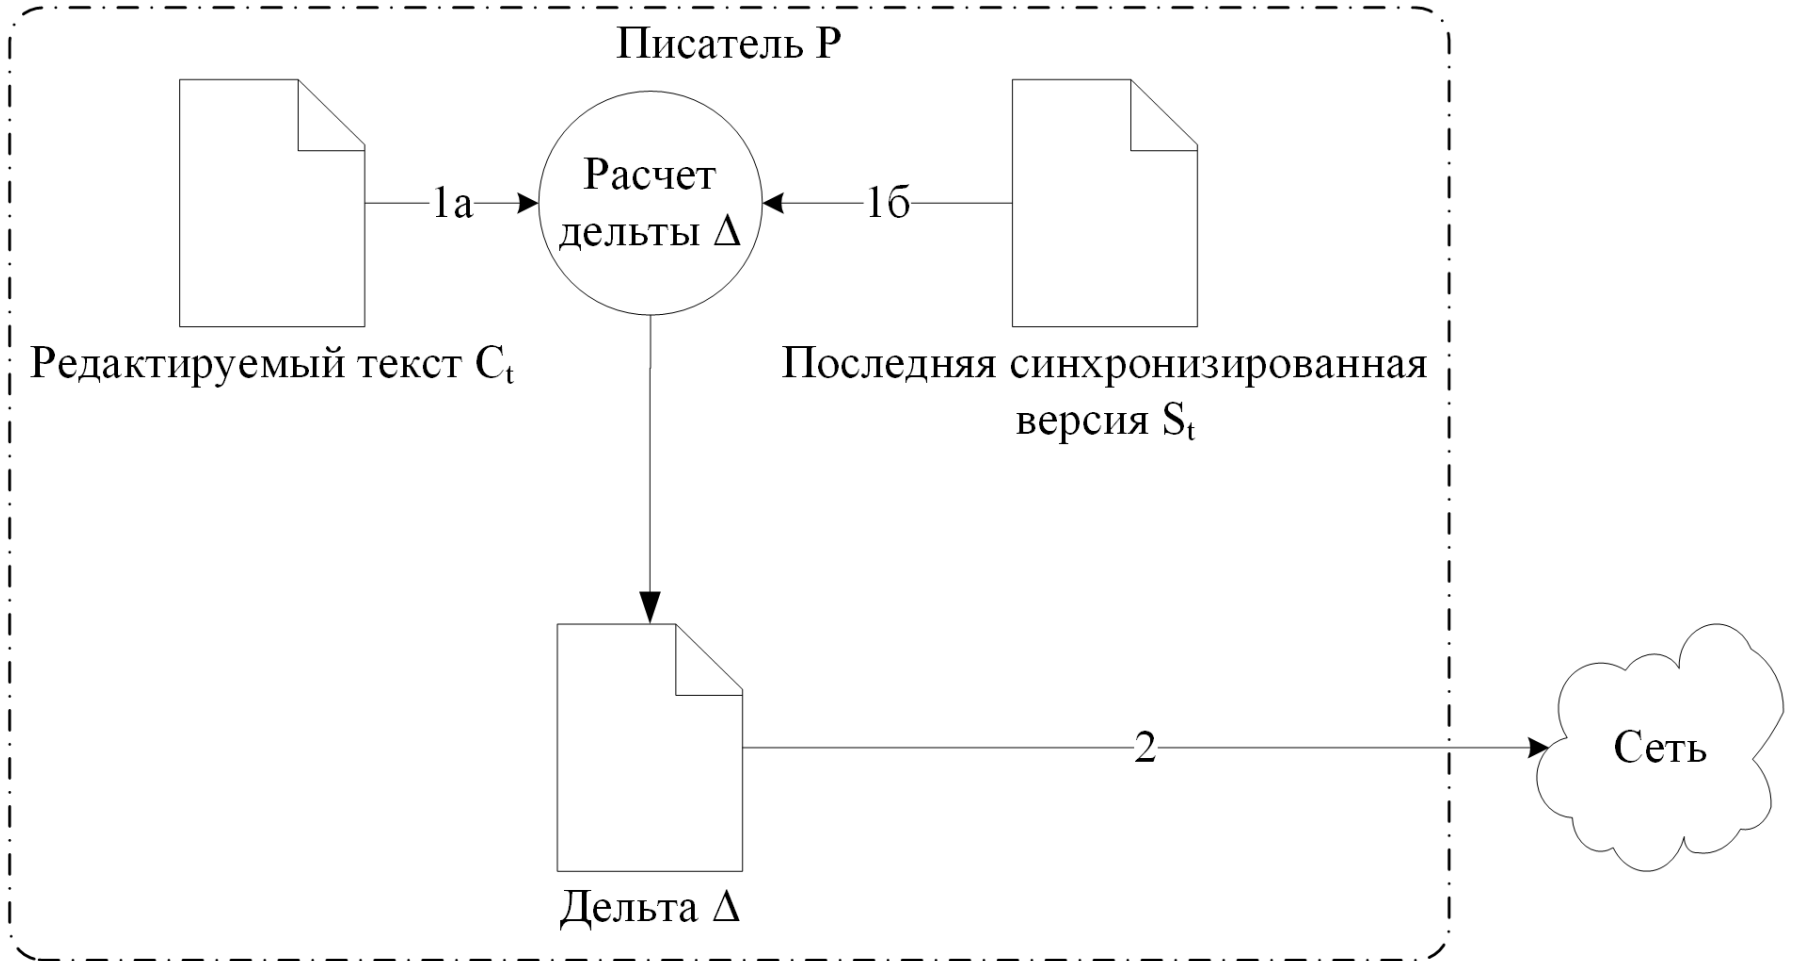 Писатель P
Расчет
дельты Δ
1а
1б
Редактируемый текст Ct
Последняя синхронизированная
версия St
2
Сеть
Дельта Δ